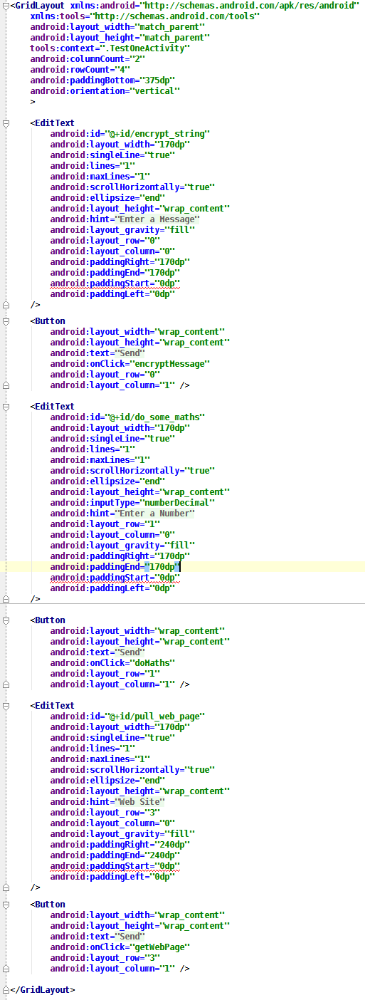 <GridLayout xmlns:android="http://schemas.android.com/apk/res/android"
    xmlns:tools="http://schemas.android.com/tools"
    android:layout_width="match_parent"
    android:layout_height="match_parent"
    tools:context=".TestOneActivity"
    android:columnCount="2"
    android:rowCount="4"
    android:paddingBottom="375dp"
    android:orientation="vertical"
    >

    <EditText
        android:id="@+id/encrypt_string"
        android:layout_width="170dp"
        android:singleLine="true"
        android:lines="1"
        android:maxLines="1"
        android:scrollHorizontally="true"
        android:ellipsize="end"
        android:layout_height="wrap_content"
        android:hint="Enter a Message"
        android:layout_gravity="fill"
        android:layout_row="0"
        android:layout_column="0"
        android:paddingRight="170dp"
        android:paddingEnd="170dp"
        android:paddingStart="0dp"
        android:paddingLeft="0dp"
    />

    <Button
        android:layout_width="wrap_content"
        android:layout_height="wrap_content"
        android:text="Send"
        android:onClick="encryptMessage"
        android:layout_row="0"
        android:layout_column="1" />

    <EditText
        android:id="@+id/do_some_maths"
        android:layout_width="170dp"
        android:singleLine="true"
        android:lines="1"
        android:maxLines="1"
        android:scrollHorizontally="true"
        android:ellipsize="end"
        android:layout_height="wrap_content"
        android:inputType="numberDecimal"
        android:hint="Enter a Number"
        android:layout_row="1"
        android:layout_column="0"
        android:layout_gravity="fill"
        android:paddingRight="170dp"
        android:paddingEnd="170dp"
        android:paddingStart="0dp"
        android:paddingLeft="0dp"
    />

    <Button
        android:layout_width="wrap_content"
        android:layout_height="wrap_content"
        android:text="Send"
        android:onClick="doMaths"
        android:layout_row="1"
        android:layout_column="1" />

    <EditText
        android:id="@+id/pull_web_page"
        android:layout_width="170dp"
        android:singleLine="true"
        android:lines="1"
        android:maxLines="1"
        android:scrollHorizontally="true"
        android:ellipsize="end"
        android:layout_height="wrap_content"
        android:hint="Web Site"
        android:layout_row="3"
        android:layout_column="0"
        android:layout_gravity="fill"
        android:paddingRight="240dp"
        android:paddingEnd="240dp"
        android:paddingStart="0dp"
        android:paddingLeft="0dp"
    />

    <Button
        android:layout_width="wrap_content"
        android:layout_height="wrap_content"
        android:text="Send"
        android:onClick="getWebPage"
        android:layout_row="3"
        android:layout_column="1" />

</GridLayout>